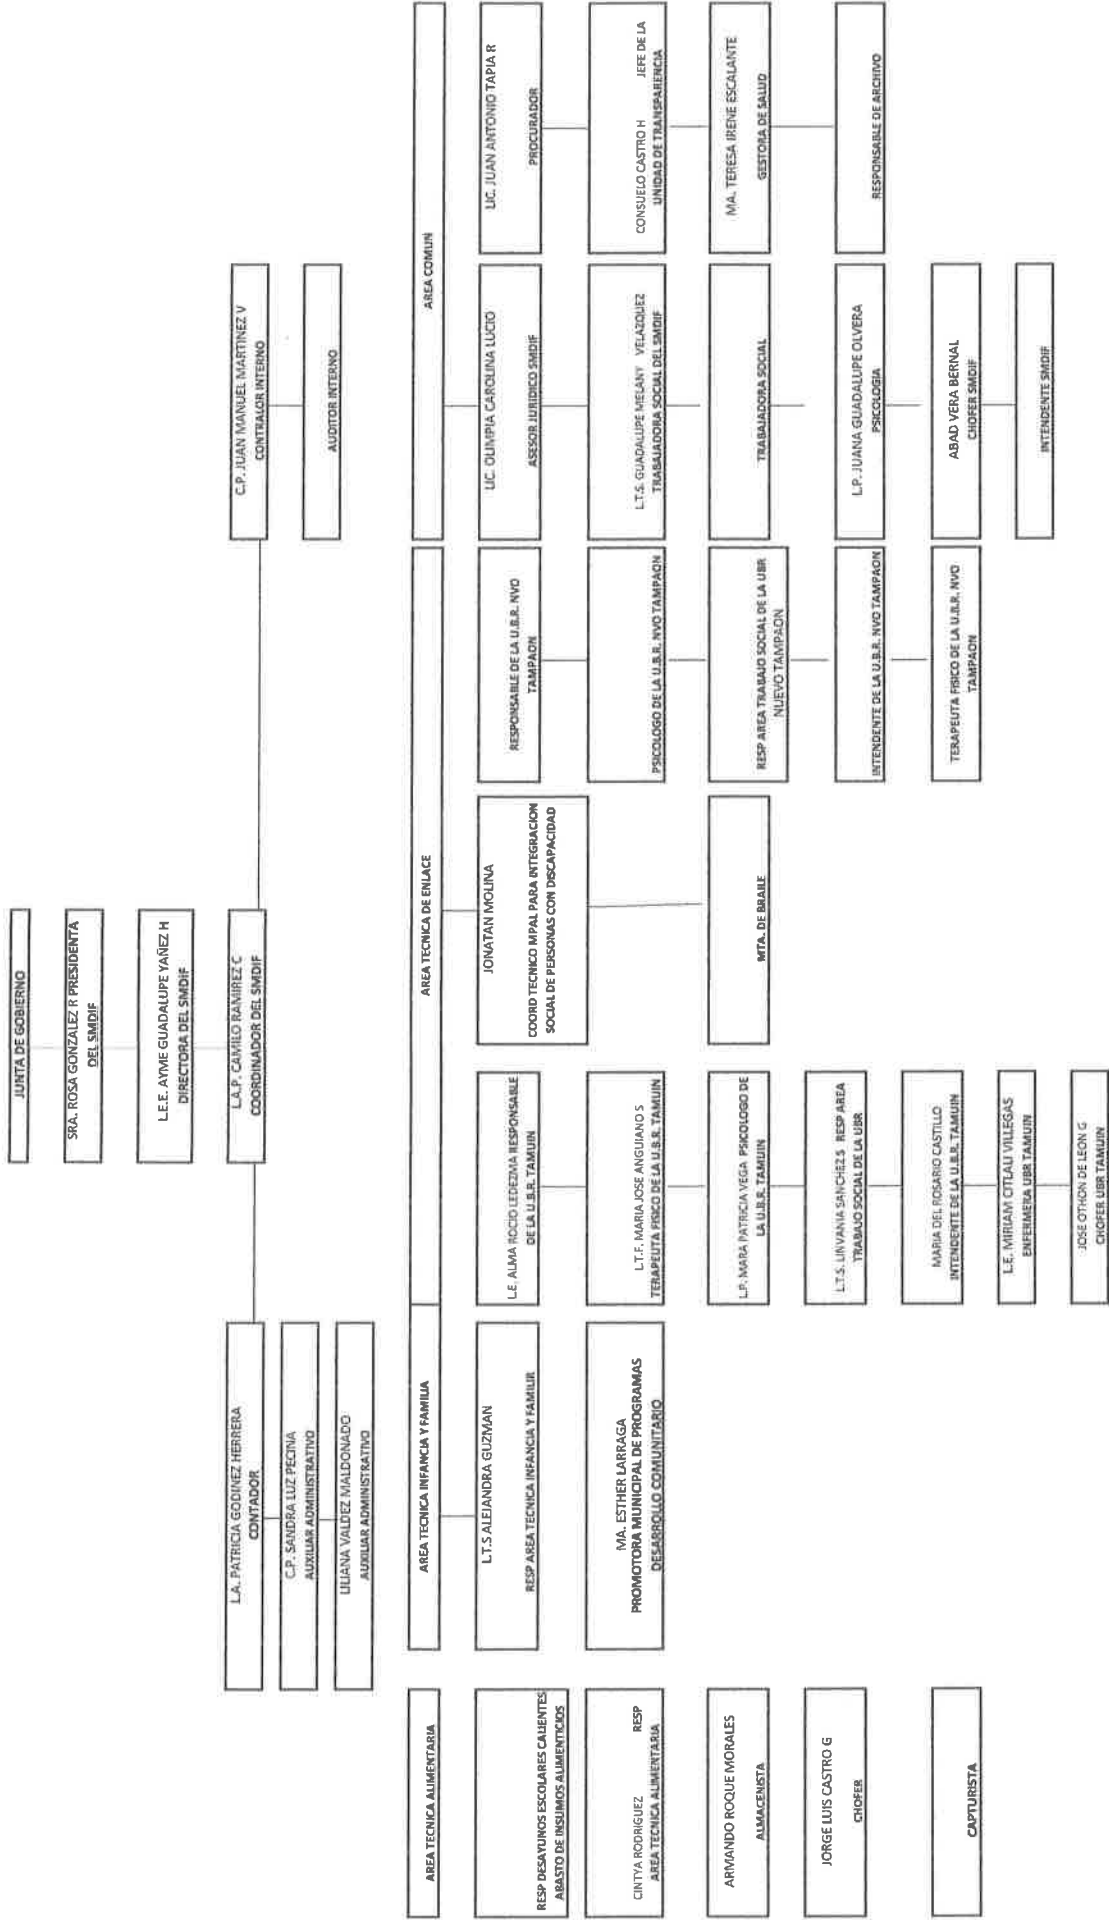 JUNTA DE GOBIERNO
SRA. ROSA GONZALEZ R PRESIDENTA
DEL SMDIF
L.E.E. AYME GUADALUPE YAÑEZ H
DIRECTORA DEL SMDIF
L.A.P. CAMILO RAMIREZ C
COORDINADOR DEL SMDIF
L.A. PATRICIA GODINEZ HERRERA
CONTADOR
C.P. SANDRA LUZ PECINA
AUXILIAR ADMINISTRATIVO
LILIANA VALDEZ MALDONADO
AUXILIAR ADMINISTRATIVO
C.P. JUAN MANUEL MARTINEZ V
CONTRALOR INTERNO
AUDITOR INTERNO
AREA TECNICA ALIMENTARIA
RESP DESAYUNOS ESCOLARES CALIENTES
ABASTO DE INSUMOS ALIMENTICIOS
CINTYA RODRIGUEZ RESP
AREA TECNICA ALIMENTARIA
ARMANDO ROQUE MORALES
ALMACENISTA
JORGE LUIS CASTRO G
CHOFER
CAPTURISTA
AREA TECNICA INFANCIA Y FAMILIA
L.T.S ALEJANDRA GUZMAN
RESP AREA TECNICA INFANCIA Y FAMILIR
MA. ESTHER LARRAGA
PROMOTORA MUNICIPAL DE PROGRAMAS
DESARROLLO COMUNITARIO
AREA TECNICA DE ENLACE
L.E. ALMA ROCIO LEDEZMA RESPONSABLE
DE LA U.B.R. TAMUIN
L.T.F. MARIA JOSE ANGUIANO S
TERAPEUTA FISICO DE LA U.B.R. TAMUIN
L.P. MARA PATRICIA VEGA PSICOLOGO DE
LA U.B.R. TAMUIN
L.T.S. LINVANIA SANCHEZ S RESP AREA
TRABAJO SOCIAL DE LA UBR
MARIA DEL ROSARIO CASTILLO
INTENDENTE DE LA U.B.R. TAMUIN
L.E. MIRIAM OTLALI VILLEGAS
ENFERMERA UBR TAMUIN
JOSE OTHON DE LEON G
CHOFER UBR TAMUIN
JONATAN MOLINA
COORD TECNICO MPAL PARA INTEGRACION
SOCIAL DE PERSONAS CON DISCAPACIDAD
MTA. DE BRAILE
RESPONSABLE DE LA U.B.R. NVO
TAMPAON
PSICOLOGO DE LA U.B.R. NVO TAMPAON
RESP AREA TRABAJO SOCIAL DE LA UBR
NUEVO TAMPAON
INTENDENTE DE LA U.B.R. NVO TAMPAON
TERAPEUTA FISICO DE LA U.B.R. NVO
TAMPAON
AREA COMUN
LIC. OLIMPIA CAROLINA LUCIO
ASESOR JURIDICO SMDIF
L.T.S. GUADALUPE MELANY VELAZQUEZ
TRABAJADORA SOCIAL DEL SMDIF
TRABAJADORA SOCIAL
L.P. JUANA GUADALUPE OLVERA
PSICOLOGIA
ABAD VERA BERNAL
CHOFER SMDIF
INTENDENTE SMDIF
LIC. JUAN ANTONIO TAPIA R
PROCURADOR
CONSUELO CASTRO H JEFE DE LA
UNIDAD DE TRANSPARENCIA
MA. TERESA IRENE ESCALANTE
GESTORA DE SALUD
RESPONSABLE DE ARCHIVO